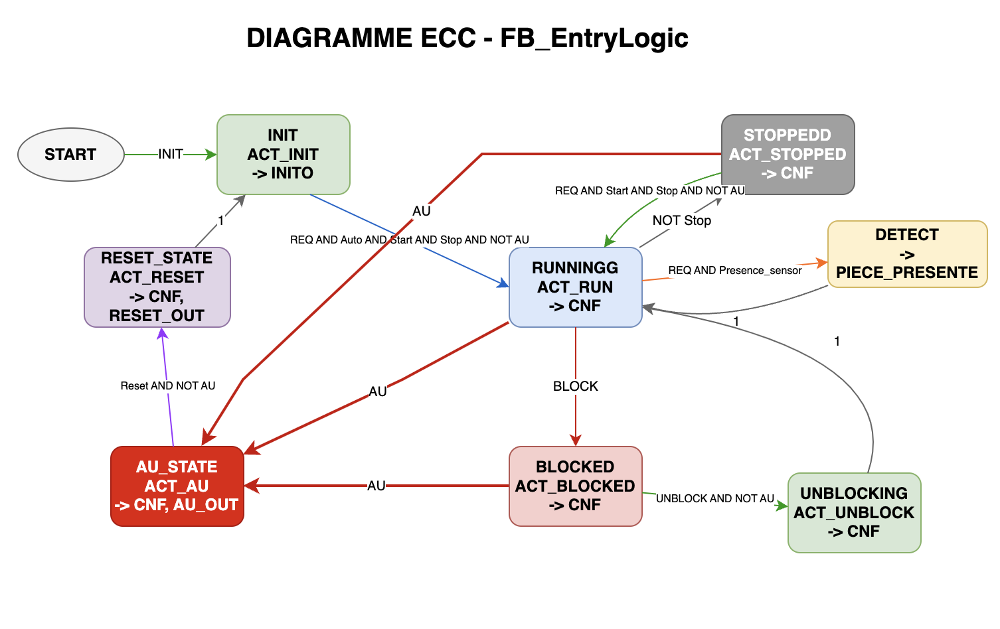 DIAGRAMME ECC - FB_EntryLogic
START
INIT
INIT
ACT_INIT
-> INITO
STOPPEDD
ACT_STOPPED
-> CNF
REQ AND Start AND Stop AND NOT AU
AU
NOT Stop
1
REQ AND Auto AND Start AND Stop AND NOT AU
DETECT
->
PIECE_PRESENTE
RESET_STATE
ACT_RESET
-> CNF,
RESET_OUT
RUNNINGG
ACT_RUN
-> CNF
REQ AND Presence_sensor
1
1
Reset AND NOT AU
AU
BLOCK
AU_STATE
ACT_AU
-> CNF, AU_OUT
AU
BLOCKED
ACT_BLOCKED
-> CNF
UNBLOCK AND NOT AU
UNBLOCKING
ACT_UNBLOCK
-> CNF